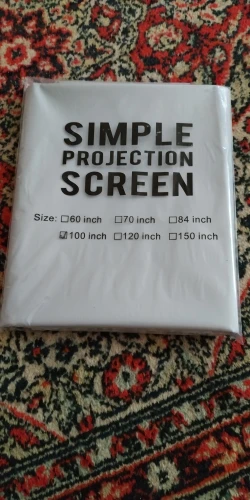 SIMPLE
PROJECTION
SCREEN
Size: ☐60 inch ☐70 inch ☐84 inch
☑100 inch ☐120 inch ☐150 inch